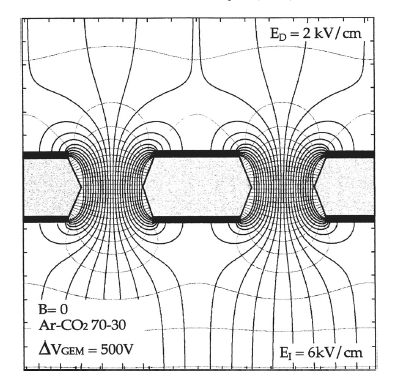 E_D = 2 kV/cm
B= 0
Ar-CO₂ 70-30
ΔV_GEM = 500V
E_I = 6kV/cm